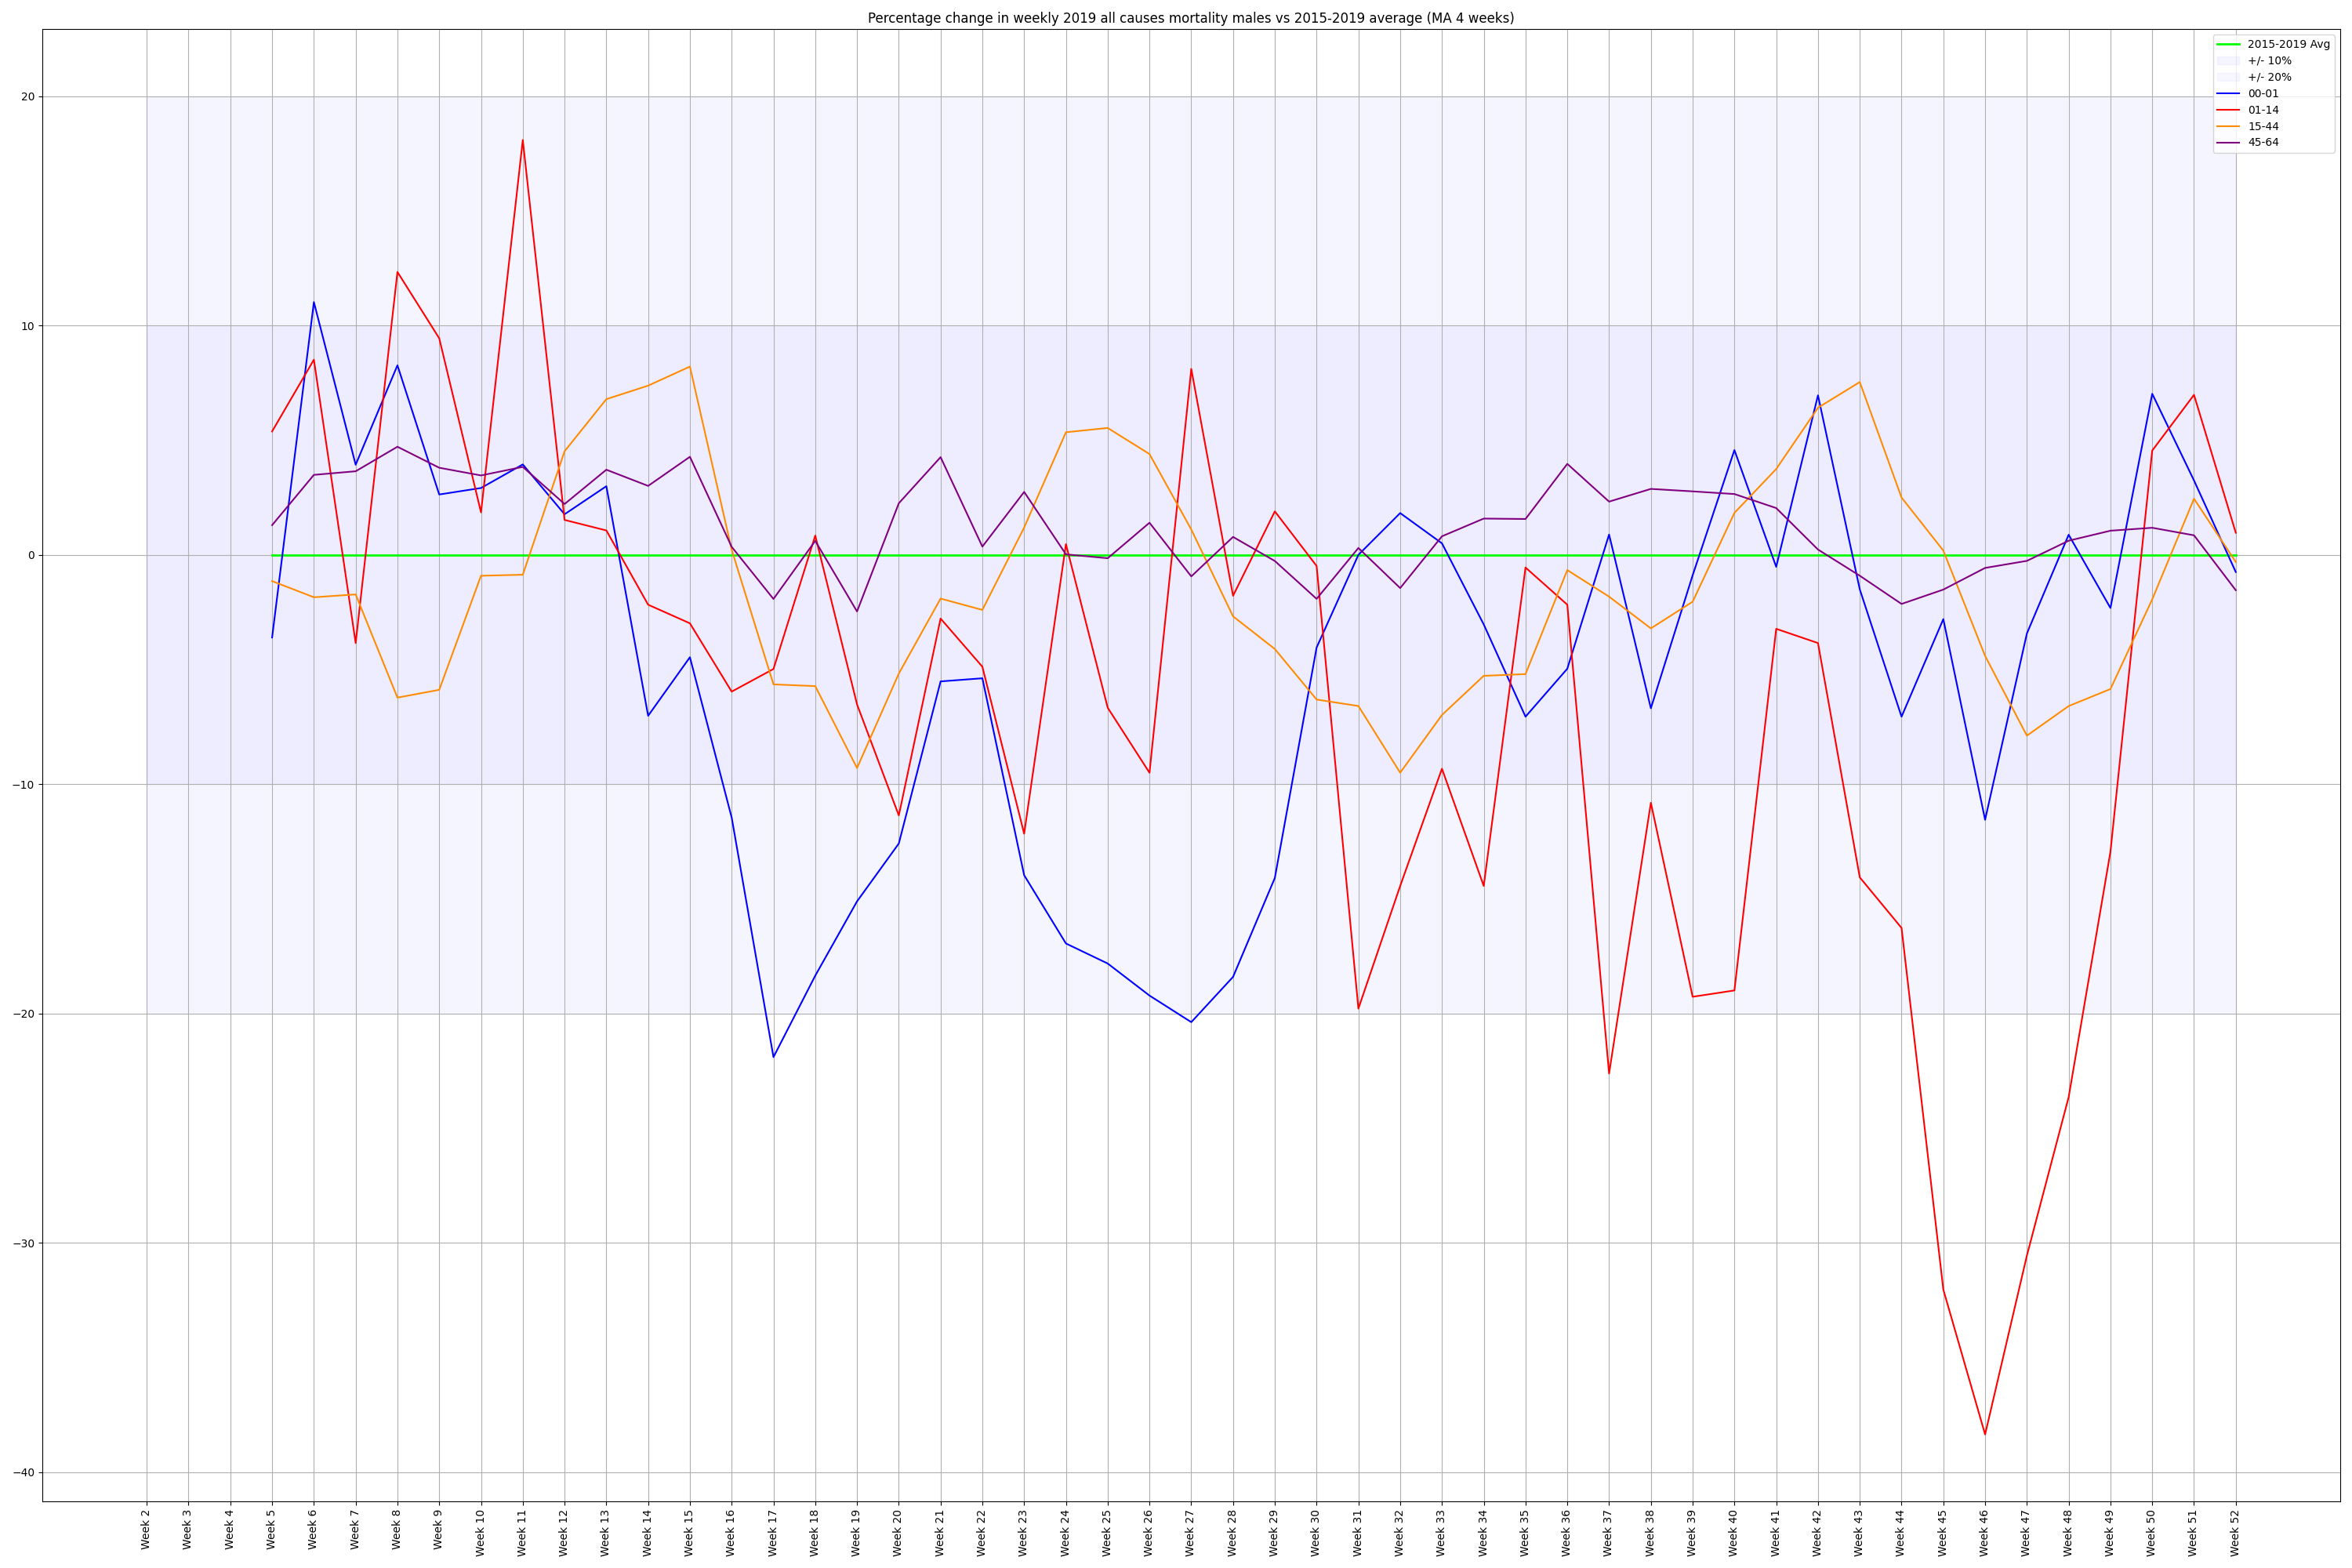 Percentage change in weekly 2019 all causes mortality males vs 2015-2019 average (MA 4 weeks)
2015-2019 Avg
+/- 10%
+/- 20%
00-01
01-14
15-44
45-64
20
10
0
−10
−20
−30
−40
Week 2
Week 3
Week 4
Week 5
Week 6
Week 7
Week 8
Week 9
Week 10
Week 11
Week 12
Week 13
Week 14
Week 15
Week 16
Week 17
Week 18
Week 19
Week 20
Week 21
Week 22
Week 23
Week 24
Week 25
Week 26
Week 27
Week 28
Week 29
Week 30
Week 31
Week 32
Week 33
Week 34
Week 35
Week 36
Week 37
Week 38
Week 39
Week 40
Week 41
Week 42
Week 43
Week 44
Week 45
Week 46
Week 47
Week 48
Week 49
Week 50
Week 51
Week 52